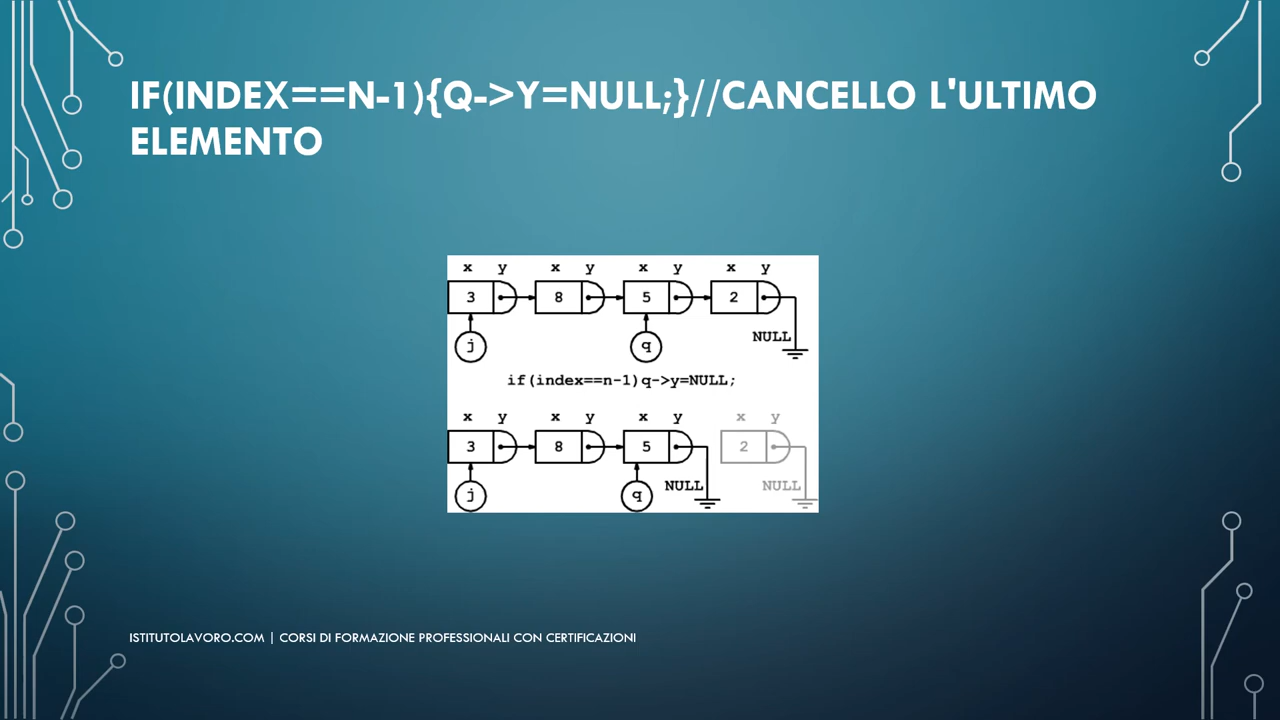 IF(INDEX==N-1){Q->Y=NULL;}//CANCELLO L'ULTIMO
ELEMENTO
x y x y x y x y
3 8 5 2
j q NULL
if(index==n-1)q->y=NULL;
x y x y x y x y
3 8 5 2
j q NULL NULL
ISTITUTOLAVORO.COM | CORSI DI FORMAZIONE PROFESSIONALI CON CERTIFICAZIONI